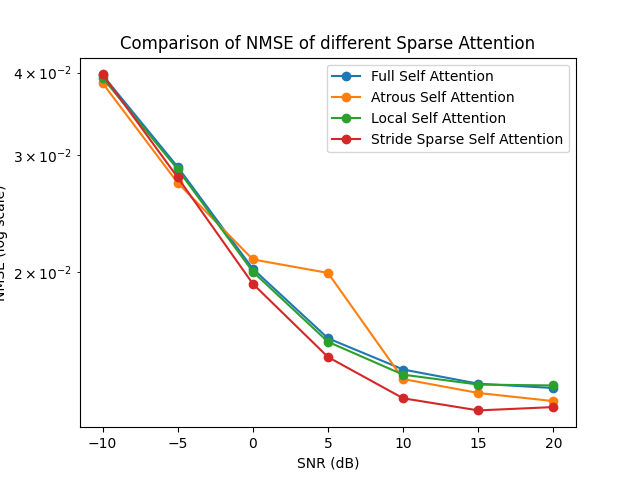 Comparison of NMSE of different Sparse Attention
Full Self Attention
Atrous Self Attention
Local Self Attention
Stride Sparse Self Attention
4 × 10⁻²
3 × 10⁻²
2 × 10⁻²
NMSE (log scale)
−10 −5 0 5 10 15 20
SNR (dB)